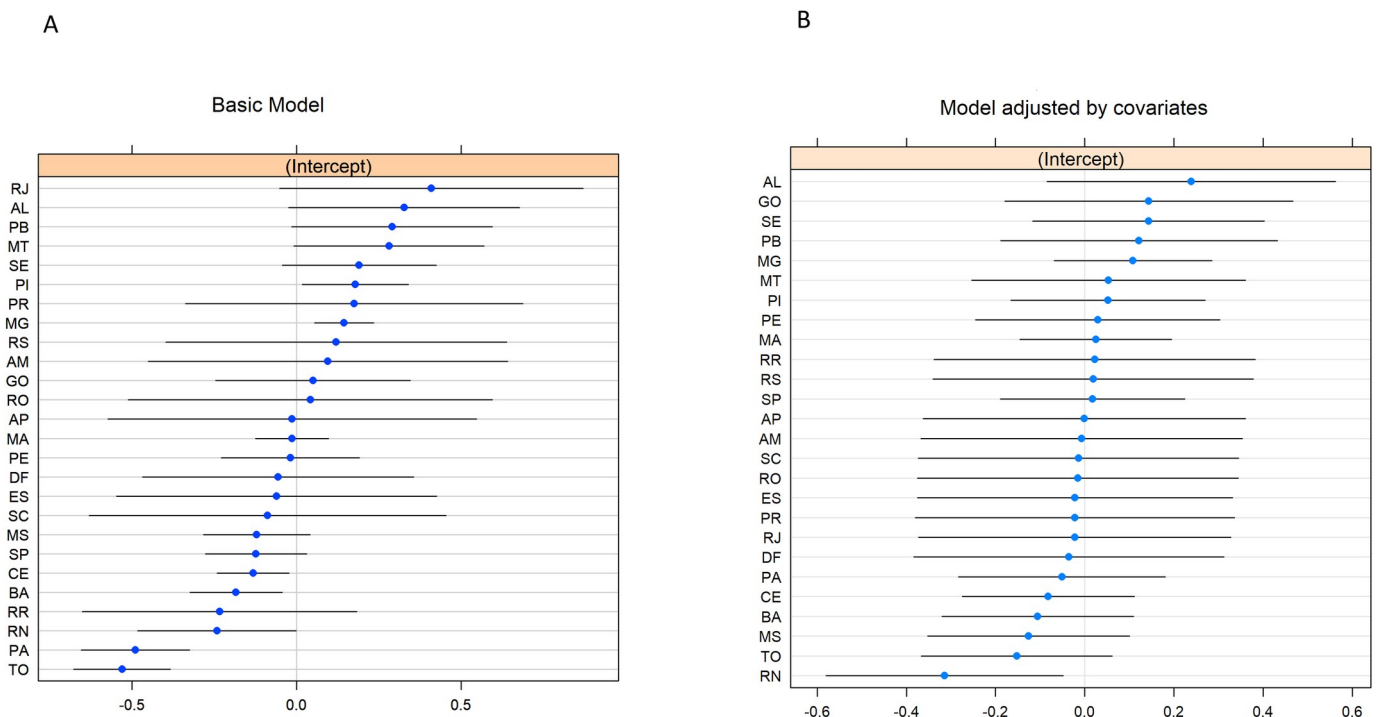 A
Basic Model
(Intercept)
RJ
AL
PB
MT
SE
PI
PR
MG
RS
AM
GO
RO
AP
MA
PE
DF
ES
SC
MS
SP
CE
BA
RR
RN
PA
TO
-0.5 0.0 0.5
B
Model adjusted by covariates
(Intercept)
AL
GO
SE
PB
MG
MT
PI
PE
MA
RR
RS
SP
AP
AM
SC
RO
ES
PR
RJ
DF
PA
CE
BA
MS
TO
RN
-0.6 -0.4 -0.2 0.0 0.2 0.4 0.6